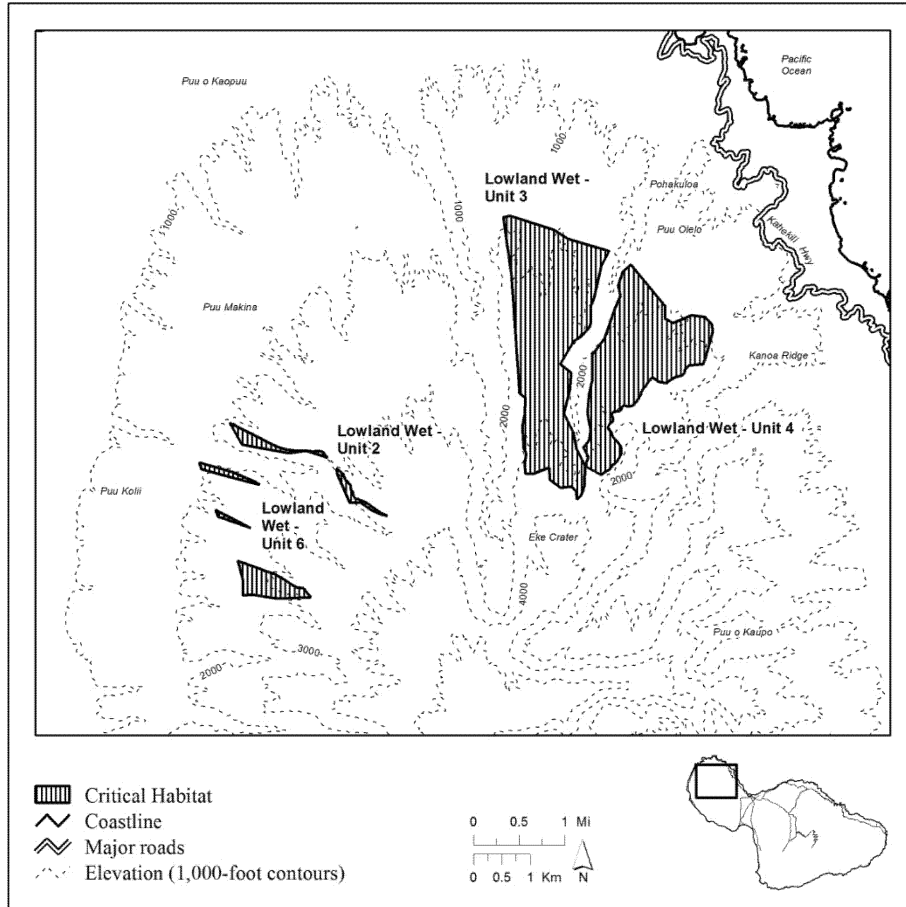 Pacific
Ocean
Puu o Kaopuu
1000
Lowland Wet -
Unit 3
Pohakuloa
1000
1000
Puu Olelo
Kahekili Hwy
Puu Makina
Kanoa Ridge
2000
2000
Lowland Wet -
Unit 2
Lowland Wet - Unit 4
2000
Puu Kolii
Lowland
Wet -
Unit 6
Eke Crater
4000
Puu o Kaupo
3000
2000
Critical Habitat
Coastline
Major roads
Elevation (1,000-foot contours)
0 0.5 1 Mi
0 0.5 1 Km
N